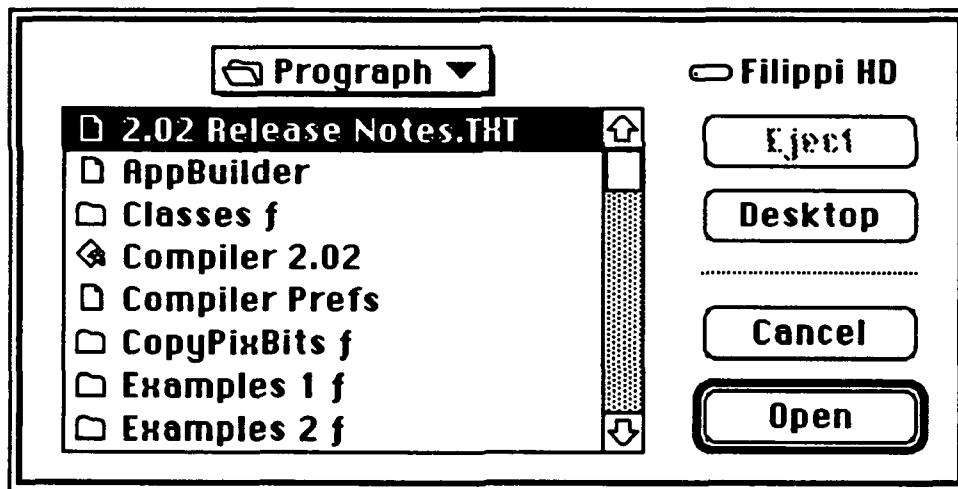 Prograph
Filippi HD
2.02 Release Notes.TXT
AppBuilder
Classes ƒ
Compiler 2.02
Compiler Prefs
CopyPixBits ƒ
Examples 1 ƒ
Examples 2 ƒ
Eject
Desktop
Cancel
Open